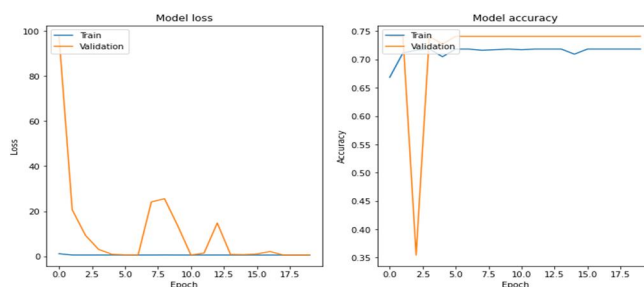 Model loss
100
80
60
40
20
0
Loss
Train
Validation
0.0 2.5 5.0 7.5 10.0 12.5 15.0 17.5
Epoch
Model accuracy
0.75
0.70
0.65
0.60
0.55
0.50
0.45
0.40
0.35
Accuracy
Train
Validation
0.0 2.5 5.0 7.5 10.0 12.5 15.0 17.5
Epoch